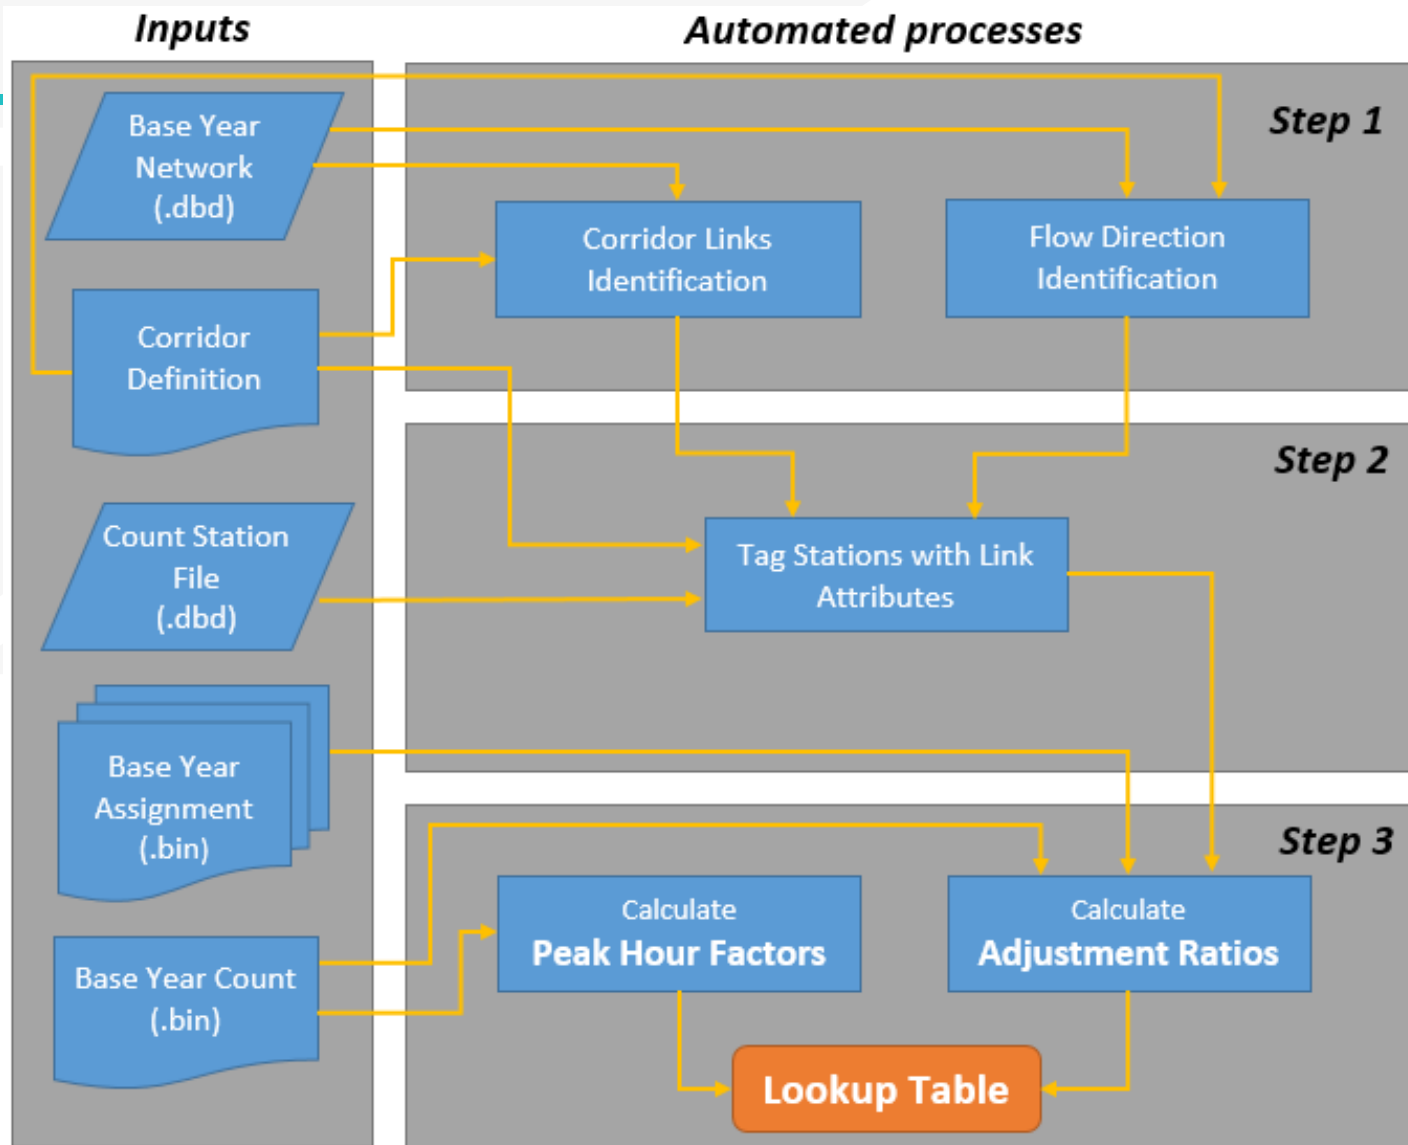 Inputs
Automated processes
Step 1
Base Year
Network
(.dbd)
Corridor Links
Identification
Flow Direction
Identification
Corridor
Definition
Step 2
Count Station
File
(.dbd)
Tag Stations with Link
Attributes
Base Year
Assignment
(.bin)
Step 3
Calculate
Peak Hour Factors
Calculate
Adjustment Ratios
Base Year Count
(.bin)
Lookup Table